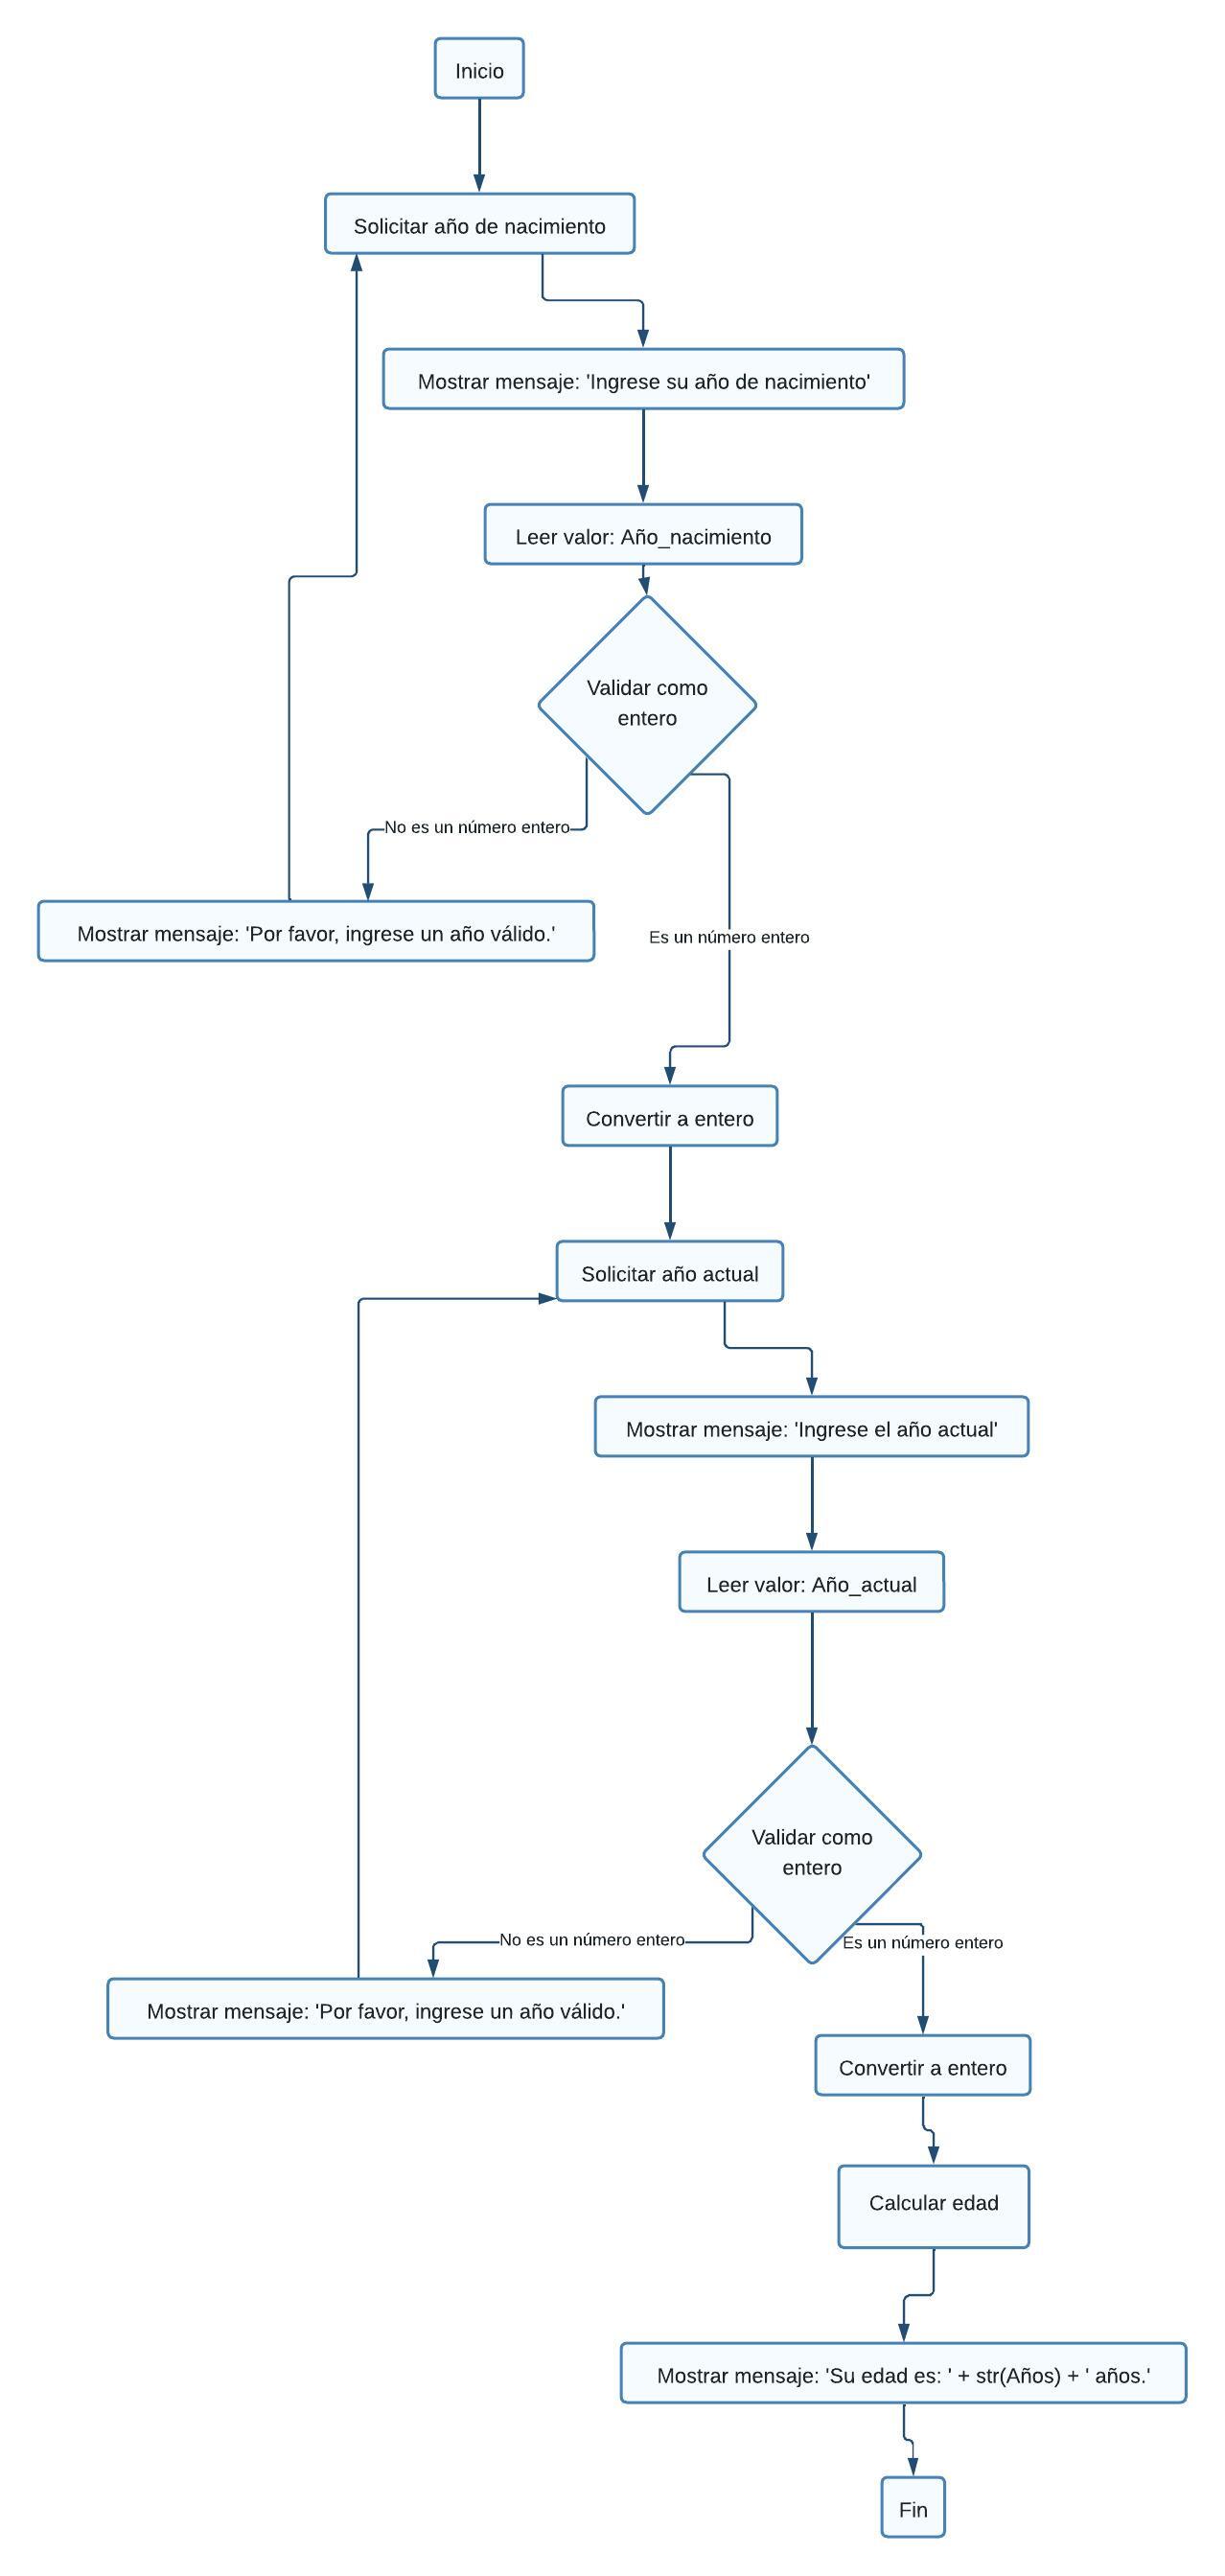 Inicio
Solicitar año de nacimiento
Mostrar mensaje: 'Ingrese su año de nacimiento'
Leer valor: Año_nacimiento
Validar como
entero
No es un número entero
Mostrar mensaje: 'Por favor, ingrese un año válido.'
Es un número entero
Convertir a entero
Solicitar año actual
Mostrar mensaje: 'Ingrese el año actual'
Leer valor: Año_actual
Validar como
entero
No es un número entero
Es un número entero
Mostrar mensaje: 'Por favor, ingrese un año válido.'
Convertir a entero
Calcular edad
Mostrar mensaje: 'Su edad es: ' + str(Años) + ' años.'
Fin